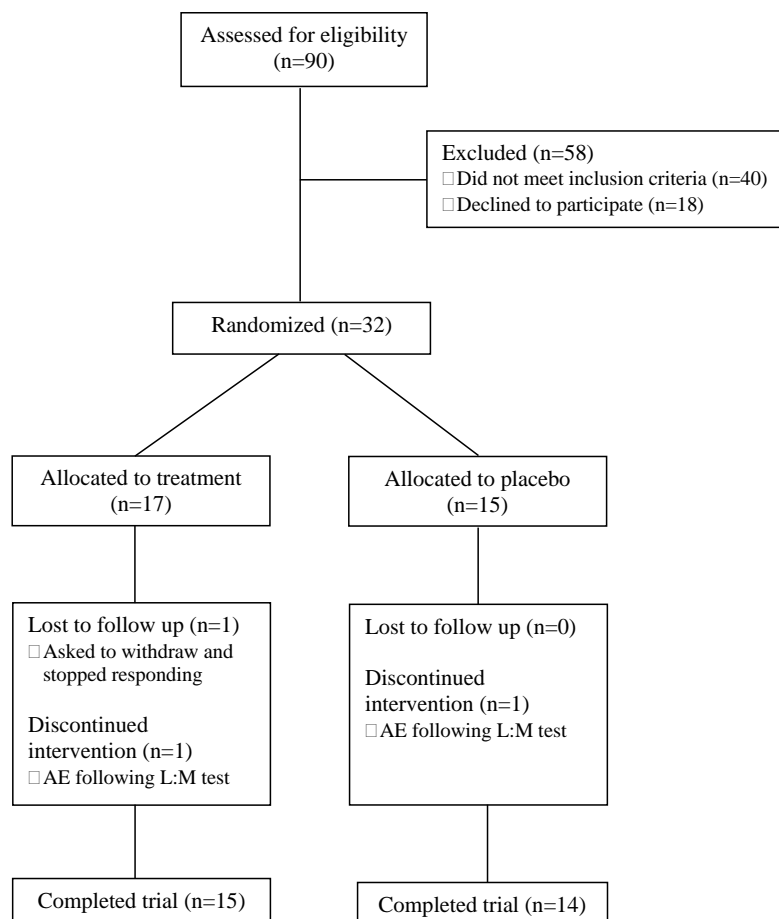 Assessed for eligibility
(n=90)
Excluded (n=58)
□Did not meet inclusion criteria (n=40)
□Declined to participate (n=18)
Randomized (n=32)
Allocated to treatment
(n=17)
Allocated to placebo
(n=15)
Lost to follow up (n=1)
□Asked to withdraw and
stopped responding
Discontinued
intervention (n=1)
□AE following L:M test
Lost to follow up (n=0)
Discontinued
intervention (n=1)
□AE following L:M test
Completed trial (n=15)
Completed trial (n=14)